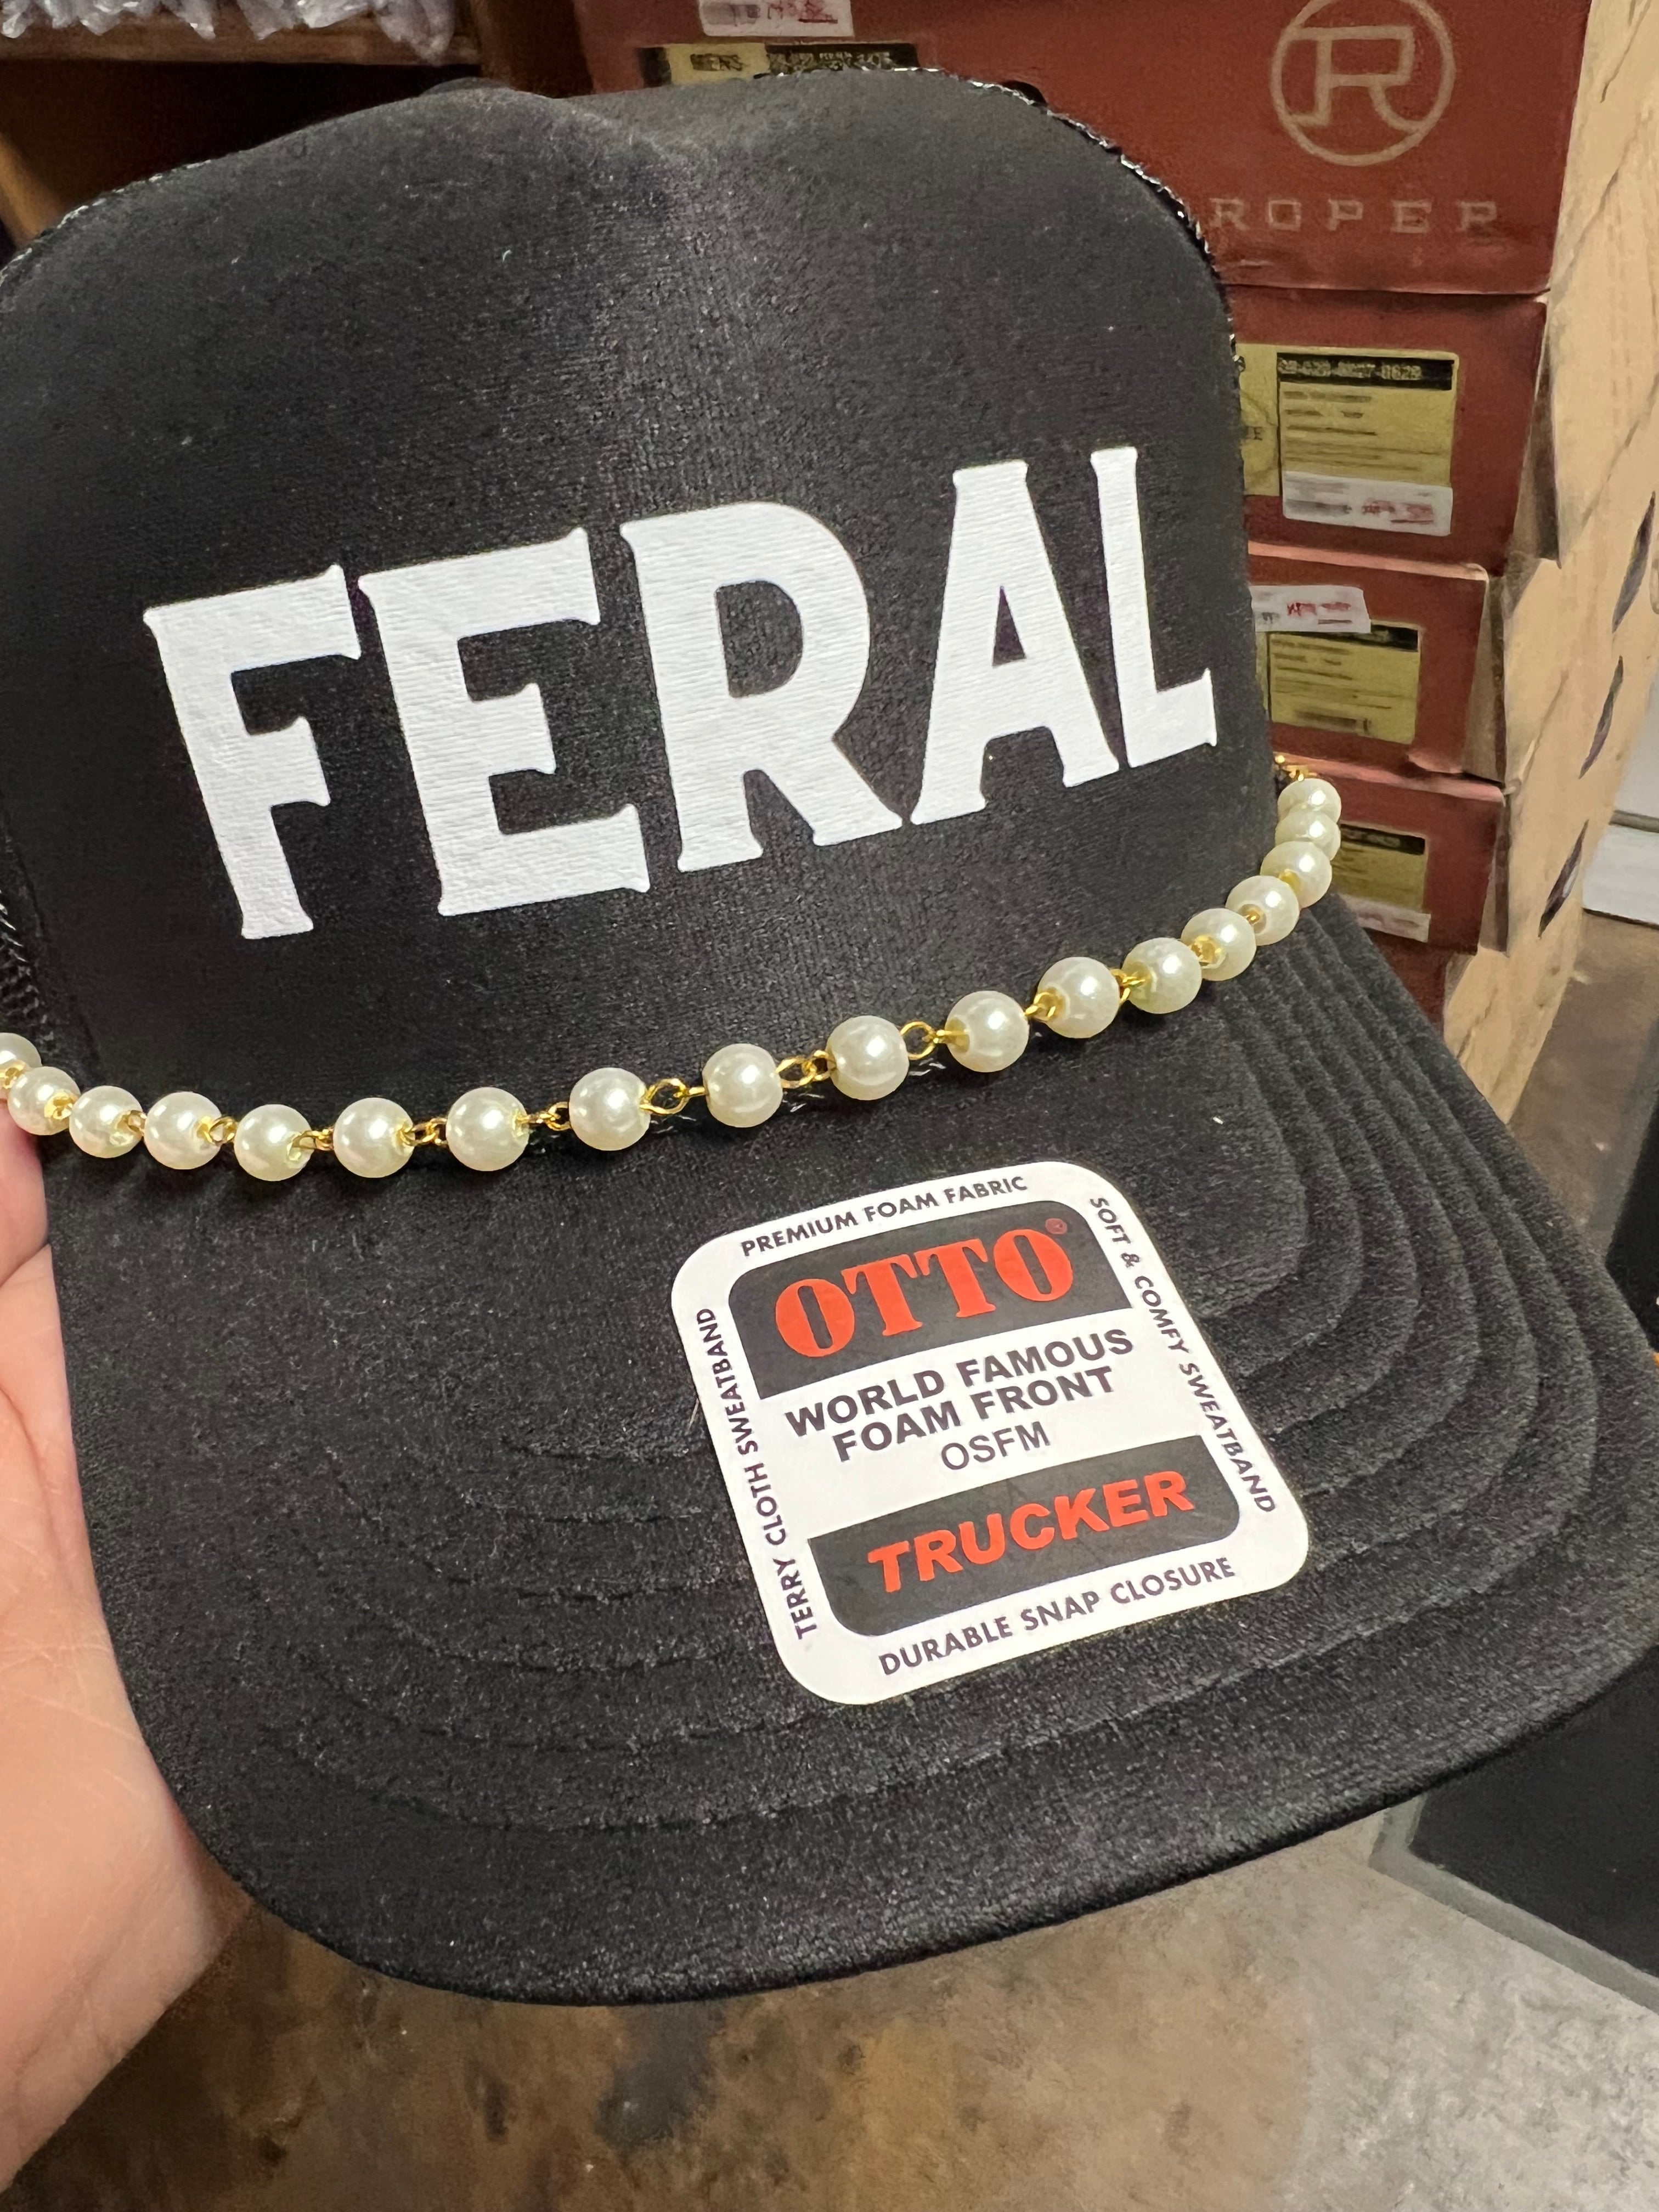 MENS
R
ROPER
FERAL
PREMIUM FOAM FABRIC
SOFT & COMFY SWEATBAND
TERRY CLOTH SWEATBAND
OTTO®
WORLD FAMOUS
FOAM FRONT
OSFM
TRUCKER
DURABLE SNAP CLOSURE